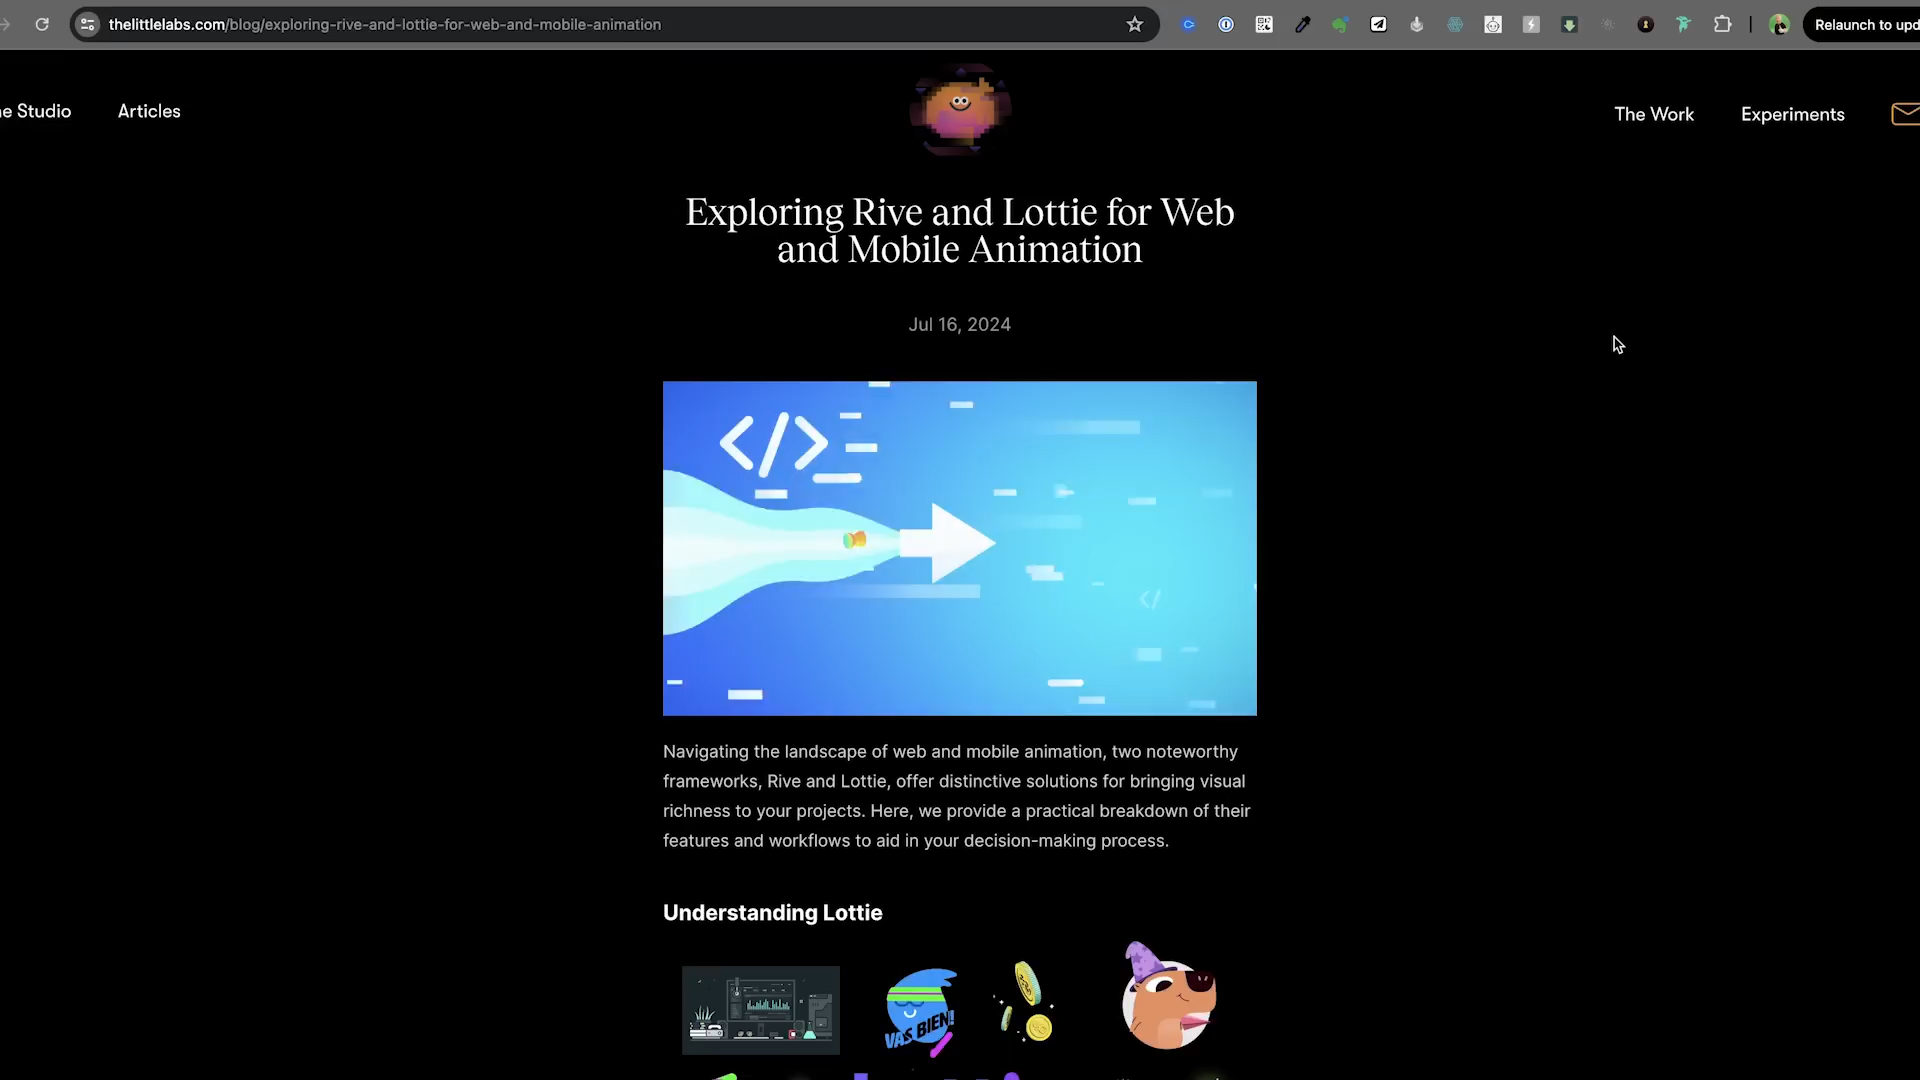 thelittlelabs.com/blog/exploring-rive-and-lottie-for-web-and-mobile-animation
Relaunch to upd
e Studio
Articles
The Work
Experiments
Exploring Rive and Lottie for Web
and Mobile Animation
Jul 16, 2024
</>
</>
Navigating the landscape of web and mobile animation, two noteworthy
frameworks, Rive and Lottie, offer distinctive solutions for bringing visual
richness to your projects. Here, we provide a practical breakdown of their
features and workflows to aid in your decision-making process.
Understanding Lottie
VAS BIEN!